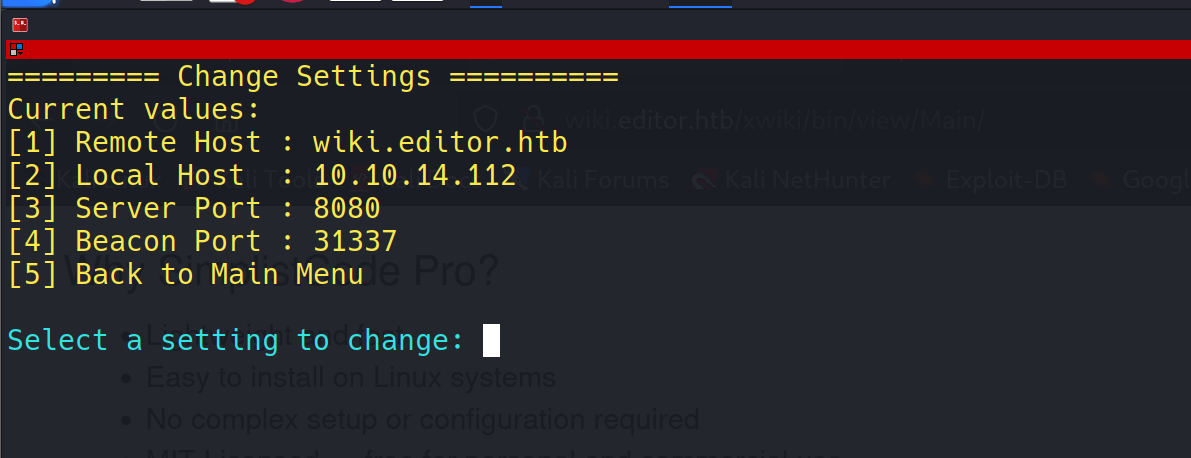 ========= Change Settings ==========
Current values:
wiki.editor.htb/xwiki/bin/view/Main/
[1] Remote Host : wiki.editor.htb
[2] Local Host  : 10.10.14.112
Kali Forums Kali NetHunter Exploit-DB Googl
[3] Server Port : 8080
[4] Beacon Port : 31337
Why SimplistCode Pro?
[5] Back to Main Menu
Select a setting to change:
Easy to install on Linux systems
No complex setup or configuration required